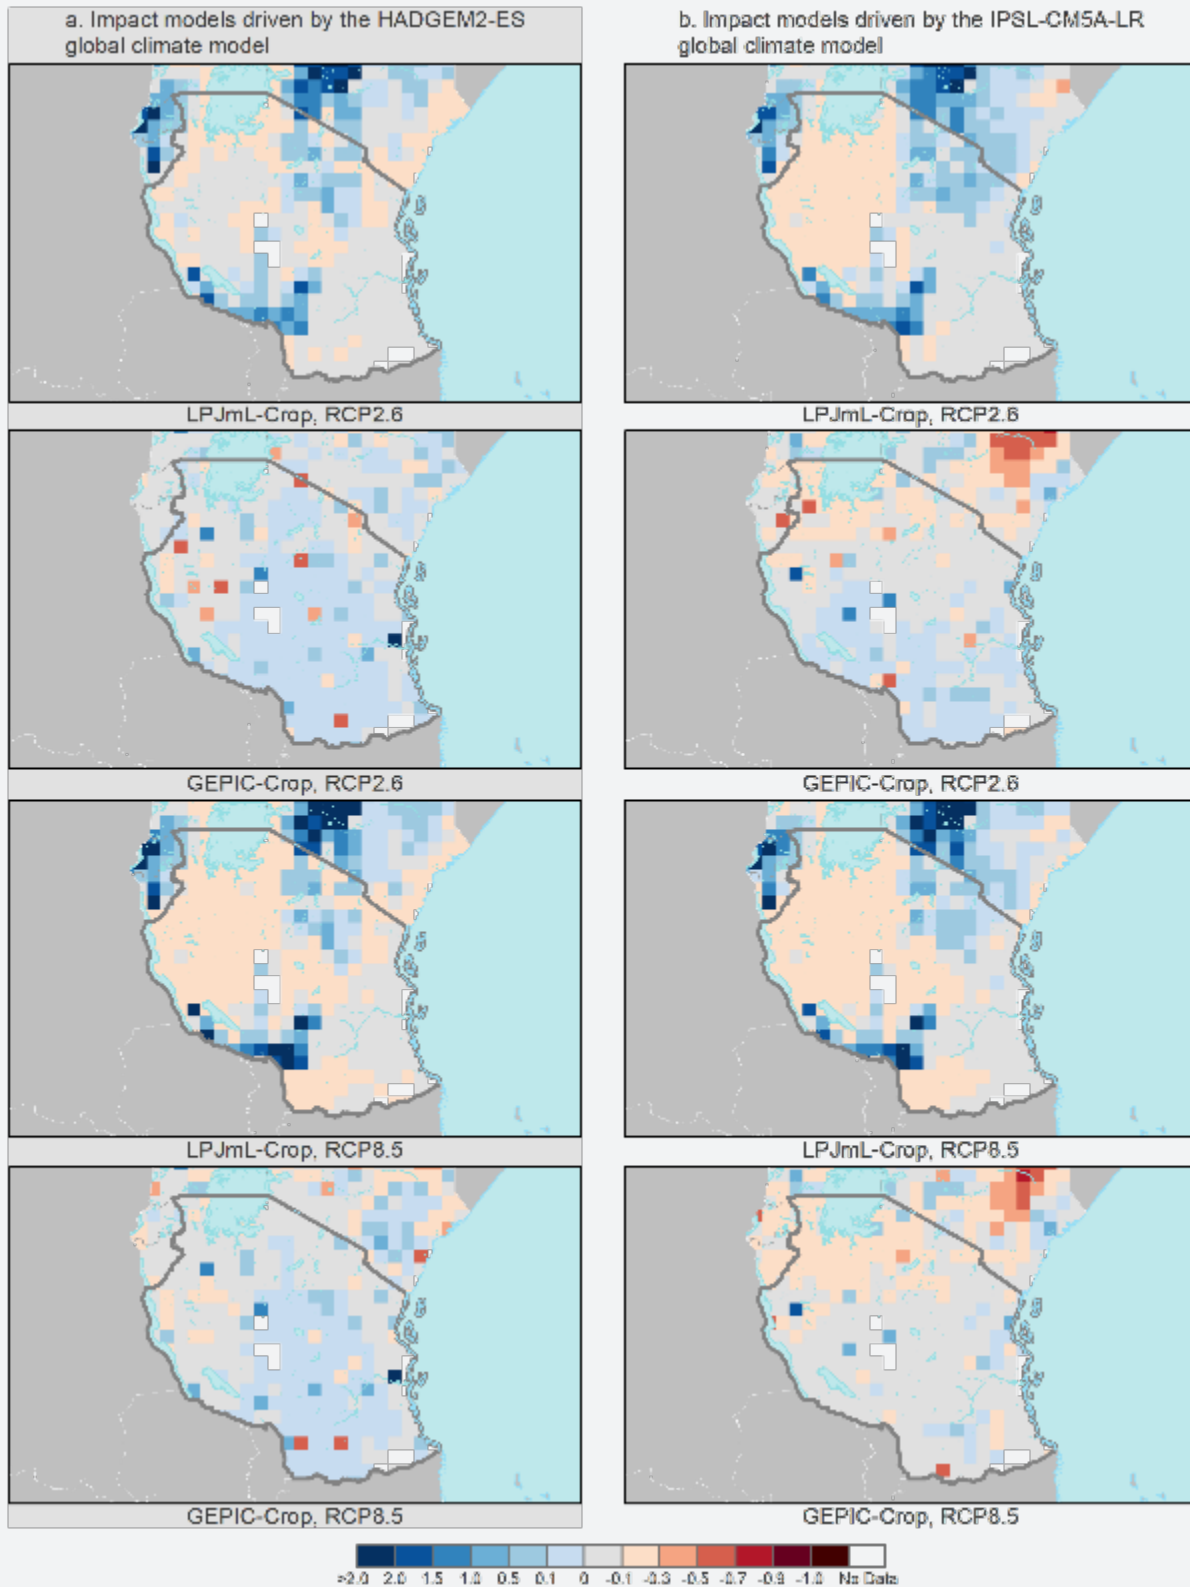 a. Impact models driven by the HADGEM2-ES
global climate model
b. Impact models driven by the IPSL-CM5A-LR
global climate model
LPJmL-Crop, RCP2.6
LPJmL-Crop, RCP2.6
GEPIC-Crop, RCP2.6
GEPIC-Crop, RCP2.6
LPJmL-Crop, RCP8.5
LPJmL-Crop, RCP8.5
GEPIC-Crop, RCP8.5
GEPIC-Crop, RCP8.5
>2.0 2.0 1.5 1.0 0.5 0.1 0 -0.1 -0.3 -0.5 -0.7 -0.9 -1.0 No Data